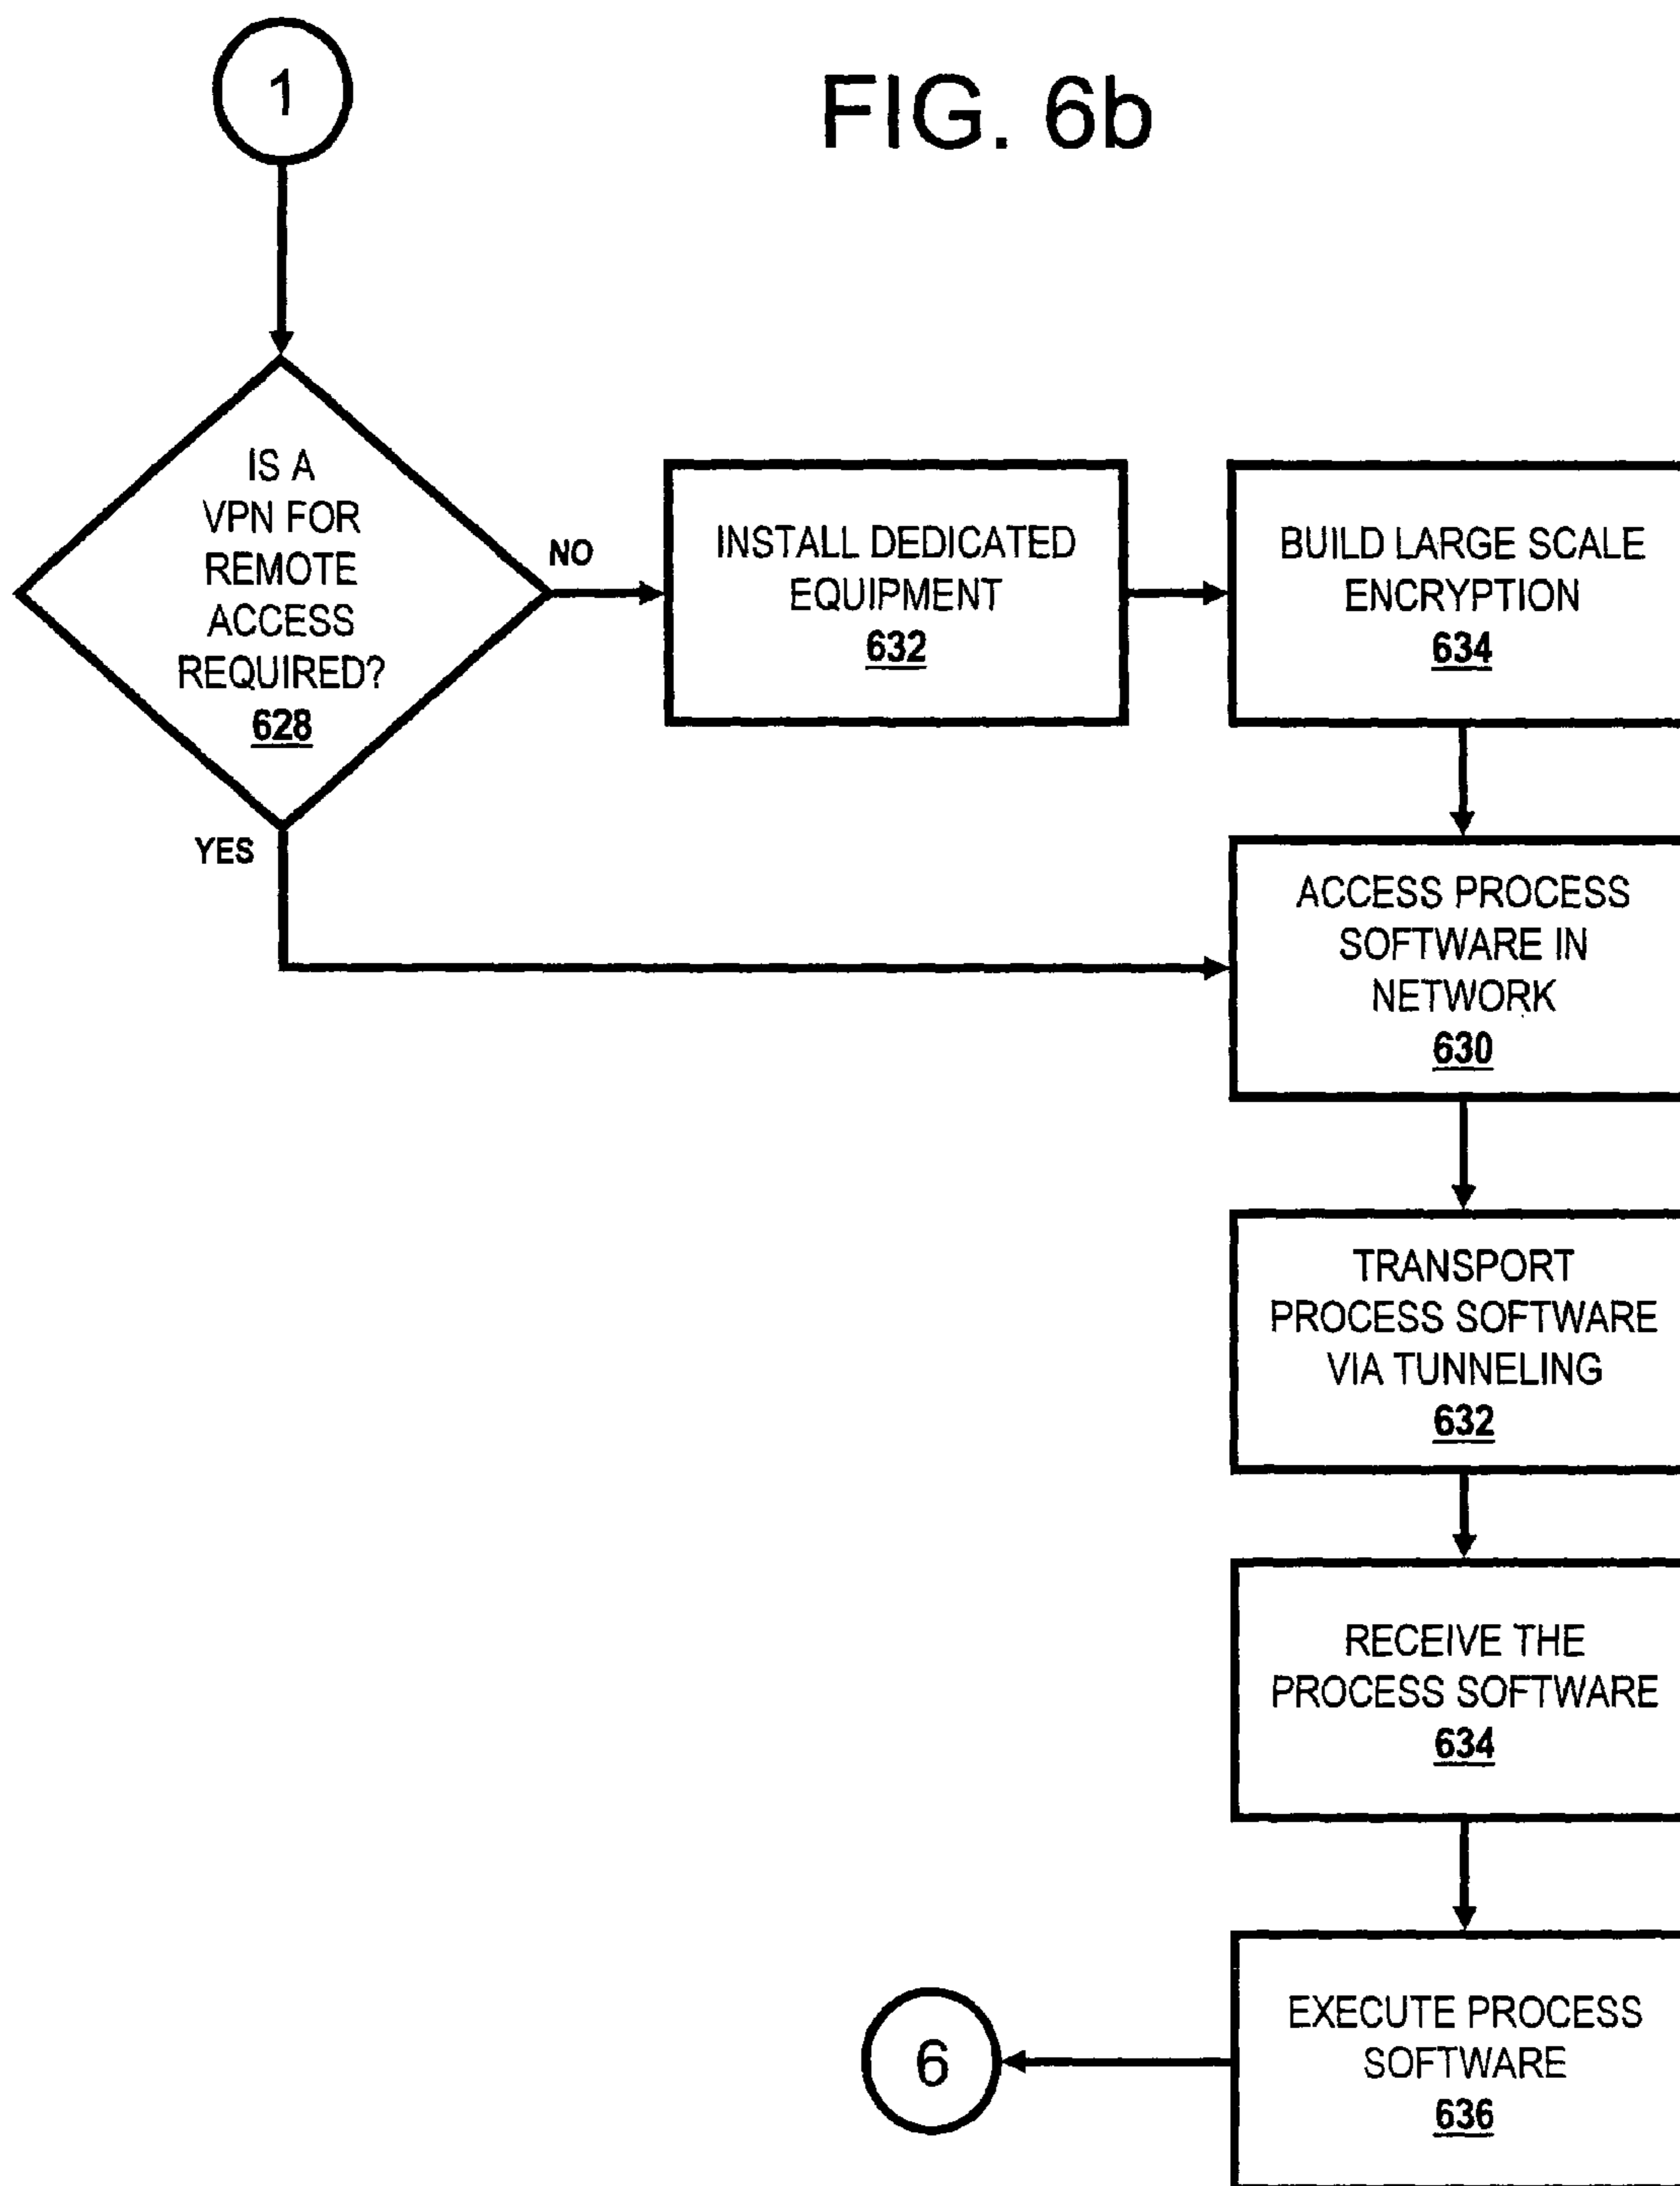 1
FIG. 6b
IS A
VPN FOR
REMOTE
ACCESS
REQUIRED?
628
NO
YES
INSTALL DEDICATED
EQUIPMENT
632
BUILD LARGE SCALE
ENCRYPTION
634
ACCESS PROCESS
SOFTWARE IN
NETWORK
630
TRANSPORT
PROCESS SOFTWARE
VIA TUNNELING
632
RECEIVE THE
PROCESS SOFTWARE
634
EXECUTE PROCESS
SOFTWARE
636
6